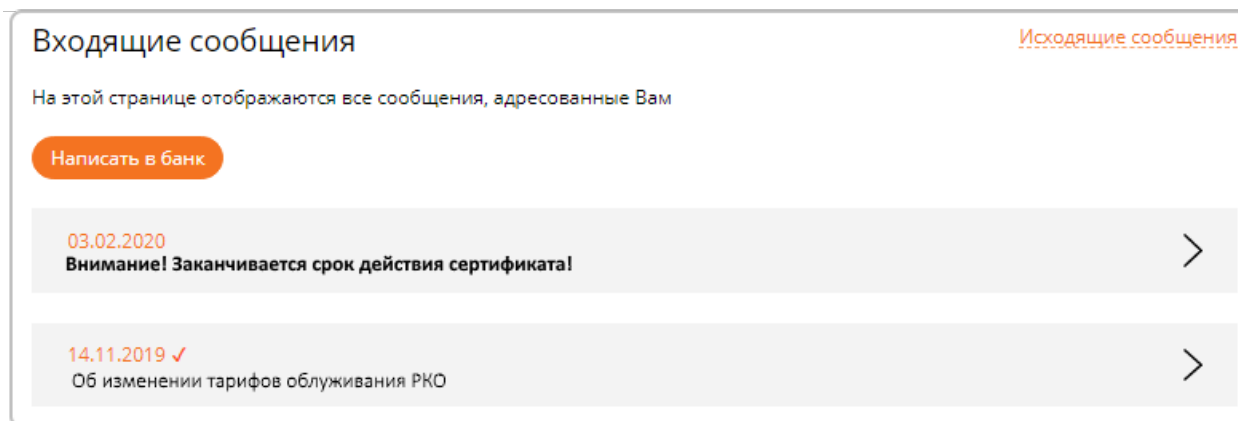 Входящие сообщения
Исходящие сообщения
На этой странице отображаются все сообщения, адресованные Вам
Написать в банк
03.02.2020
Внимание! Заканчивается срок действия сертификата!
14.11.2019 ✓
Об изменении тарифов облуживания РКО